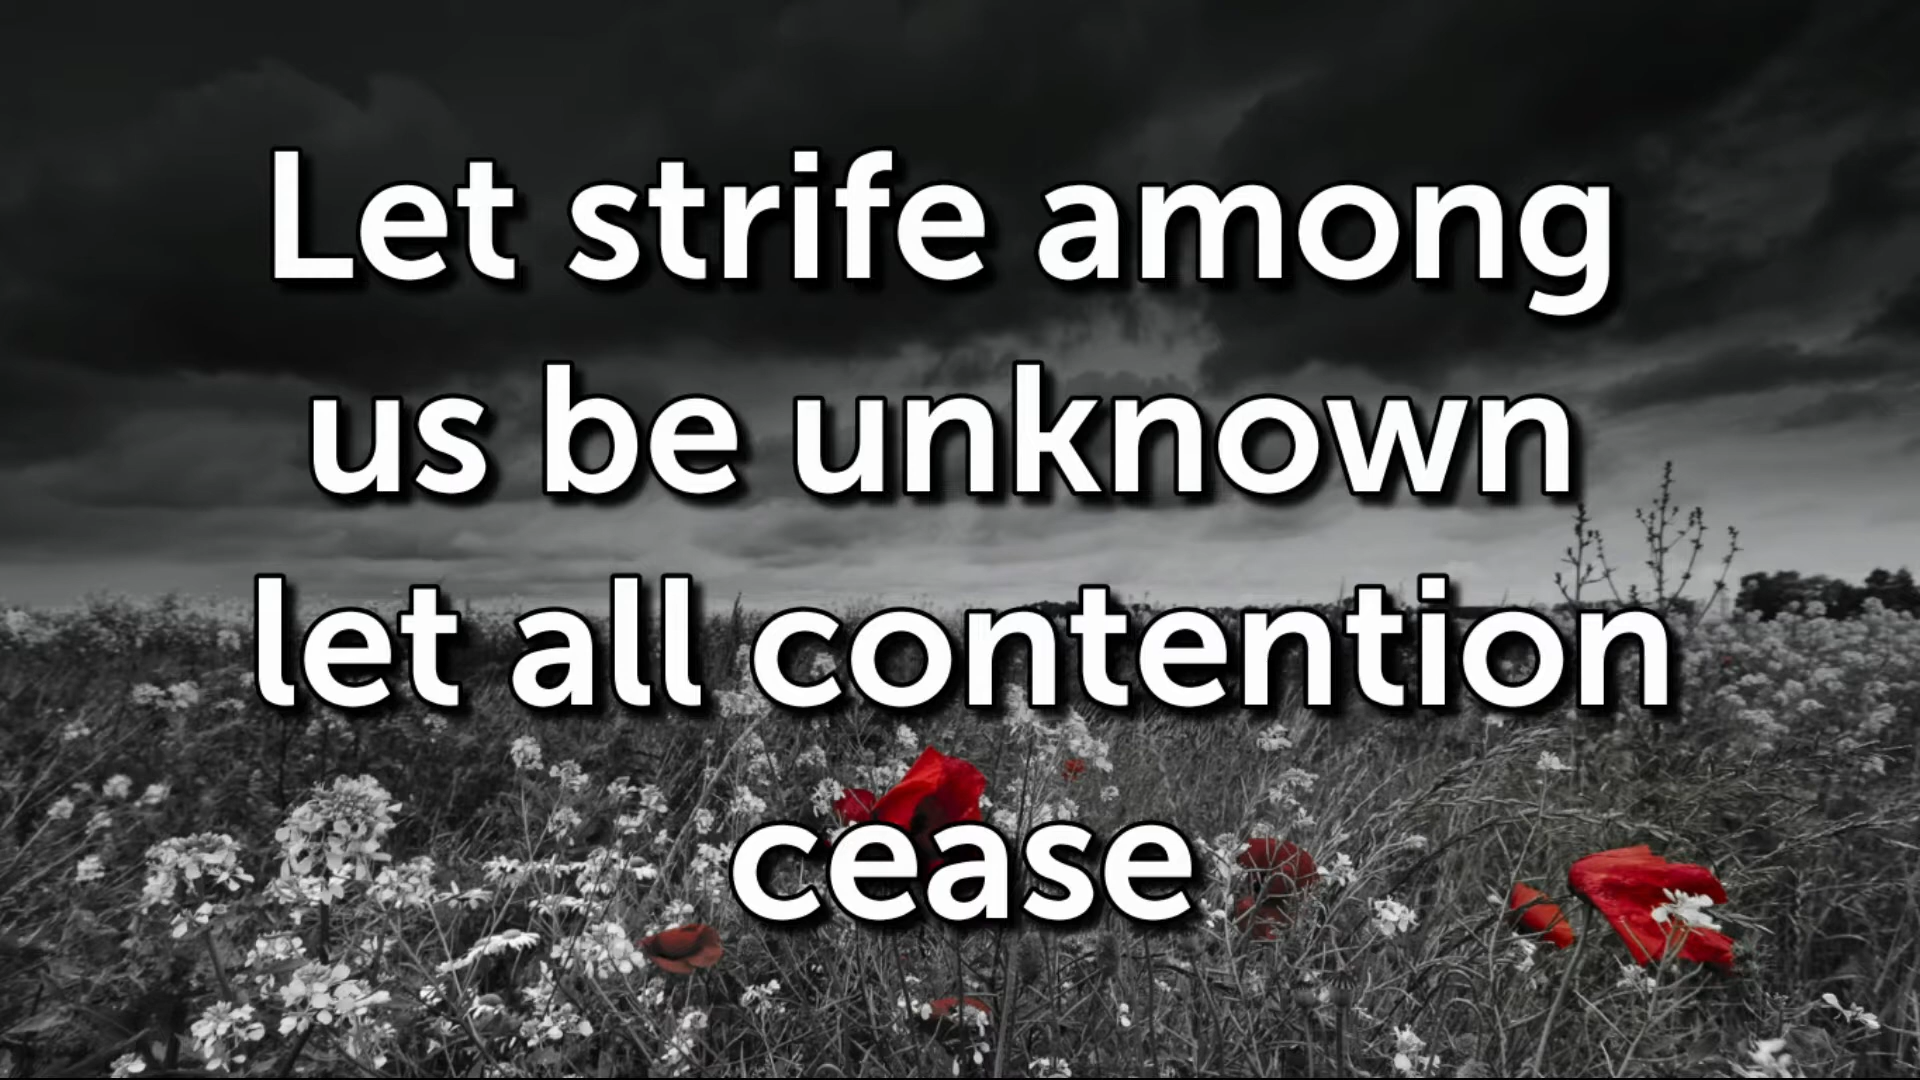 Let strife among
us be unknown
let all contention
cease